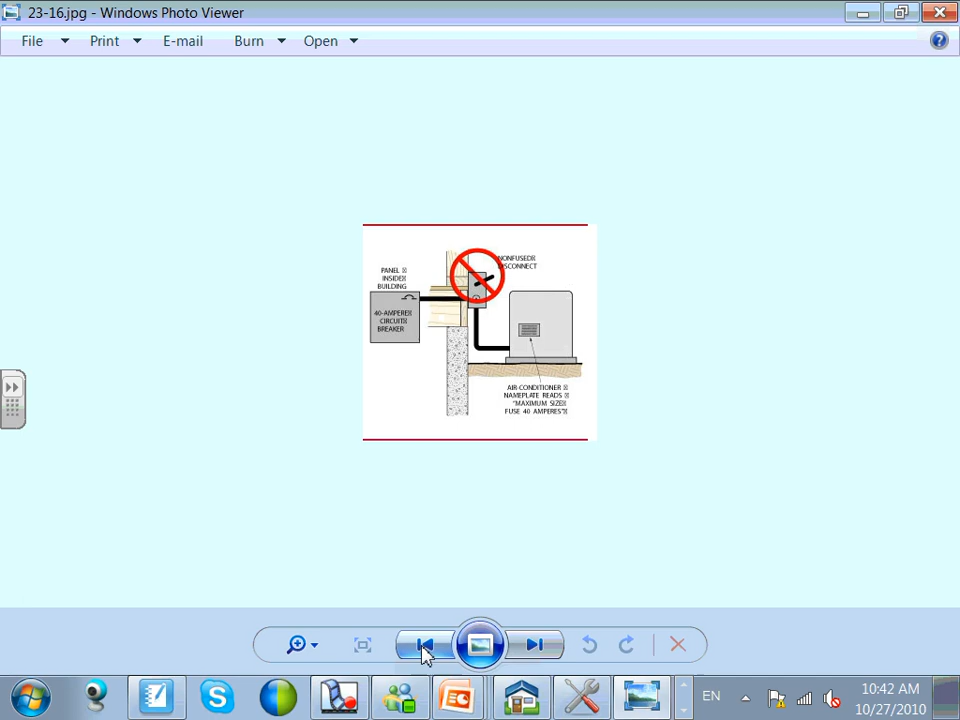 23-16.jpg - Windows Photo Viewer
File Print E-mail Burn Open
NONFUSED
DISCONNECT
PANEL
INSIDE
BUILDING
40-AMPERE
CIRCUIT
BREAKER
AIR-CONDITIONER
NAMEPLATE READS
"MAXIMUM SIZE
FUSE 40 AMPERES"
EN
10:42 AM
10/27/2010